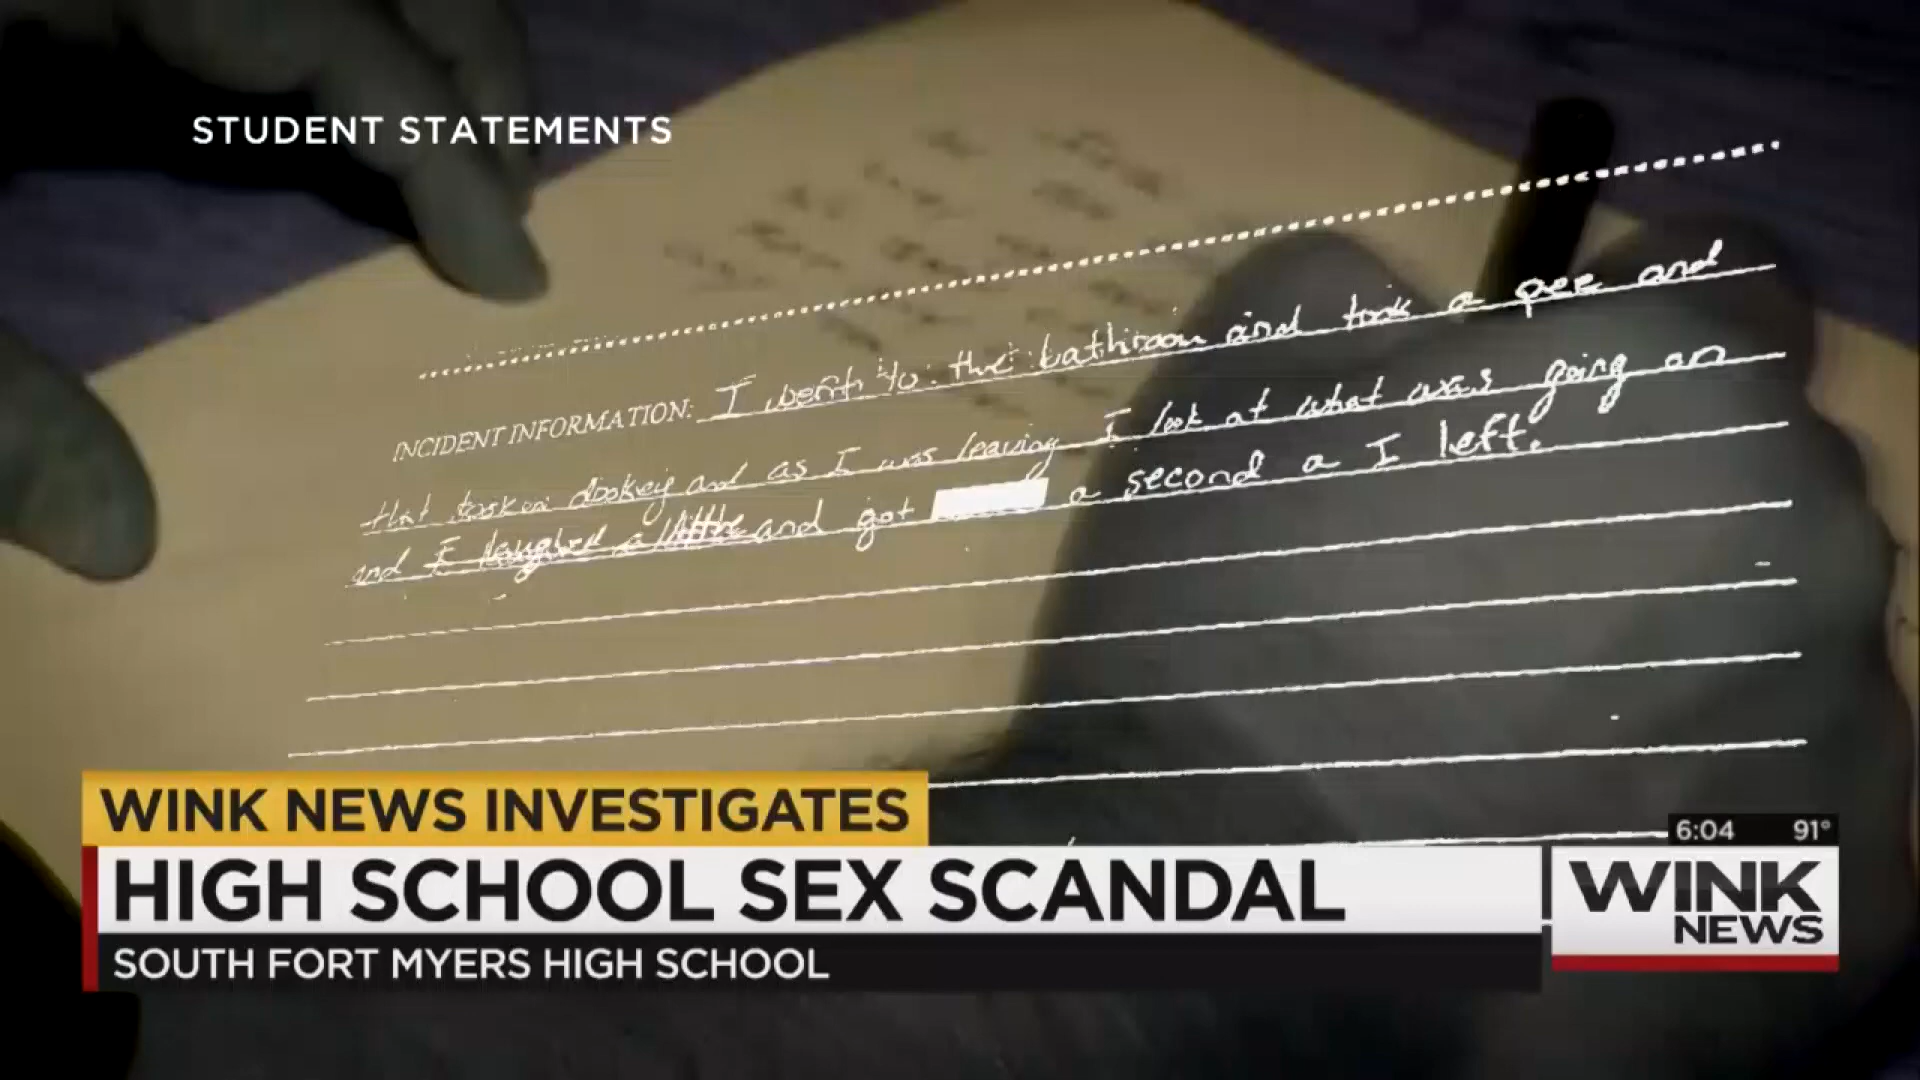 STUDENT STATEMENTS
INCIDENT INFORMATION: I went to the bathroom and took a pee and
that a dookey and as I was leaving I look at what was going on
and I laughed a little and got a second a I left.
WINK NEWS INVESTIGATES
HIGH SCHOOL SEX SCANDAL
SOUTH FORT MYERS HIGH SCHOOL
6:04 91°
WINK
NEWS